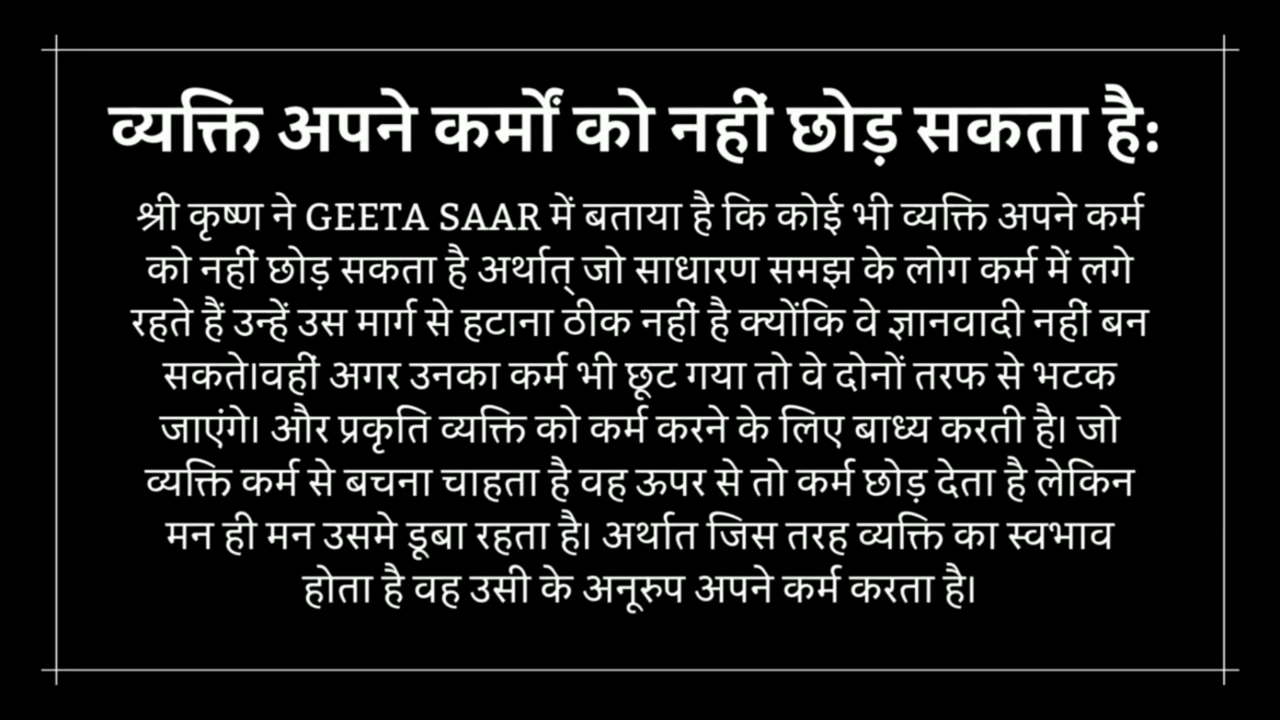 व्यक्ति अपने कर्मों को नहीं छोड़ सकता है:
श्री कृष्ण ने GEETA SAAR में बताया है कि कोई भी व्यक्ति अपने कर्म
को नहीं छोड़ सकता है अर्थात् जो साधारण समझ के लोग कर्म में लगे
रहते हैं उन्हें उस मार्ग से हटाना ठीक नहीं है क्योंकि वे ज्ञानवादी नहीं बन
सकते।वहीं अगर उनका कर्म भी छूट गया तो वे दोनों तरफ से भटक
जाएंगे। और प्रकृति व्यक्ति को कर्म करने के लिए बाध्य करती है। जो
व्यक्ति कर्म से बचना चाहता है वह ऊपर से तो कर्म छोड़ देता है लेकिन
मन ही मन उसमे डूबा रहता है। अर्थात जिस तरह व्यक्ति का स्वभाव
होता है वह उसी के अनूरुप अपने कर्म करता है।